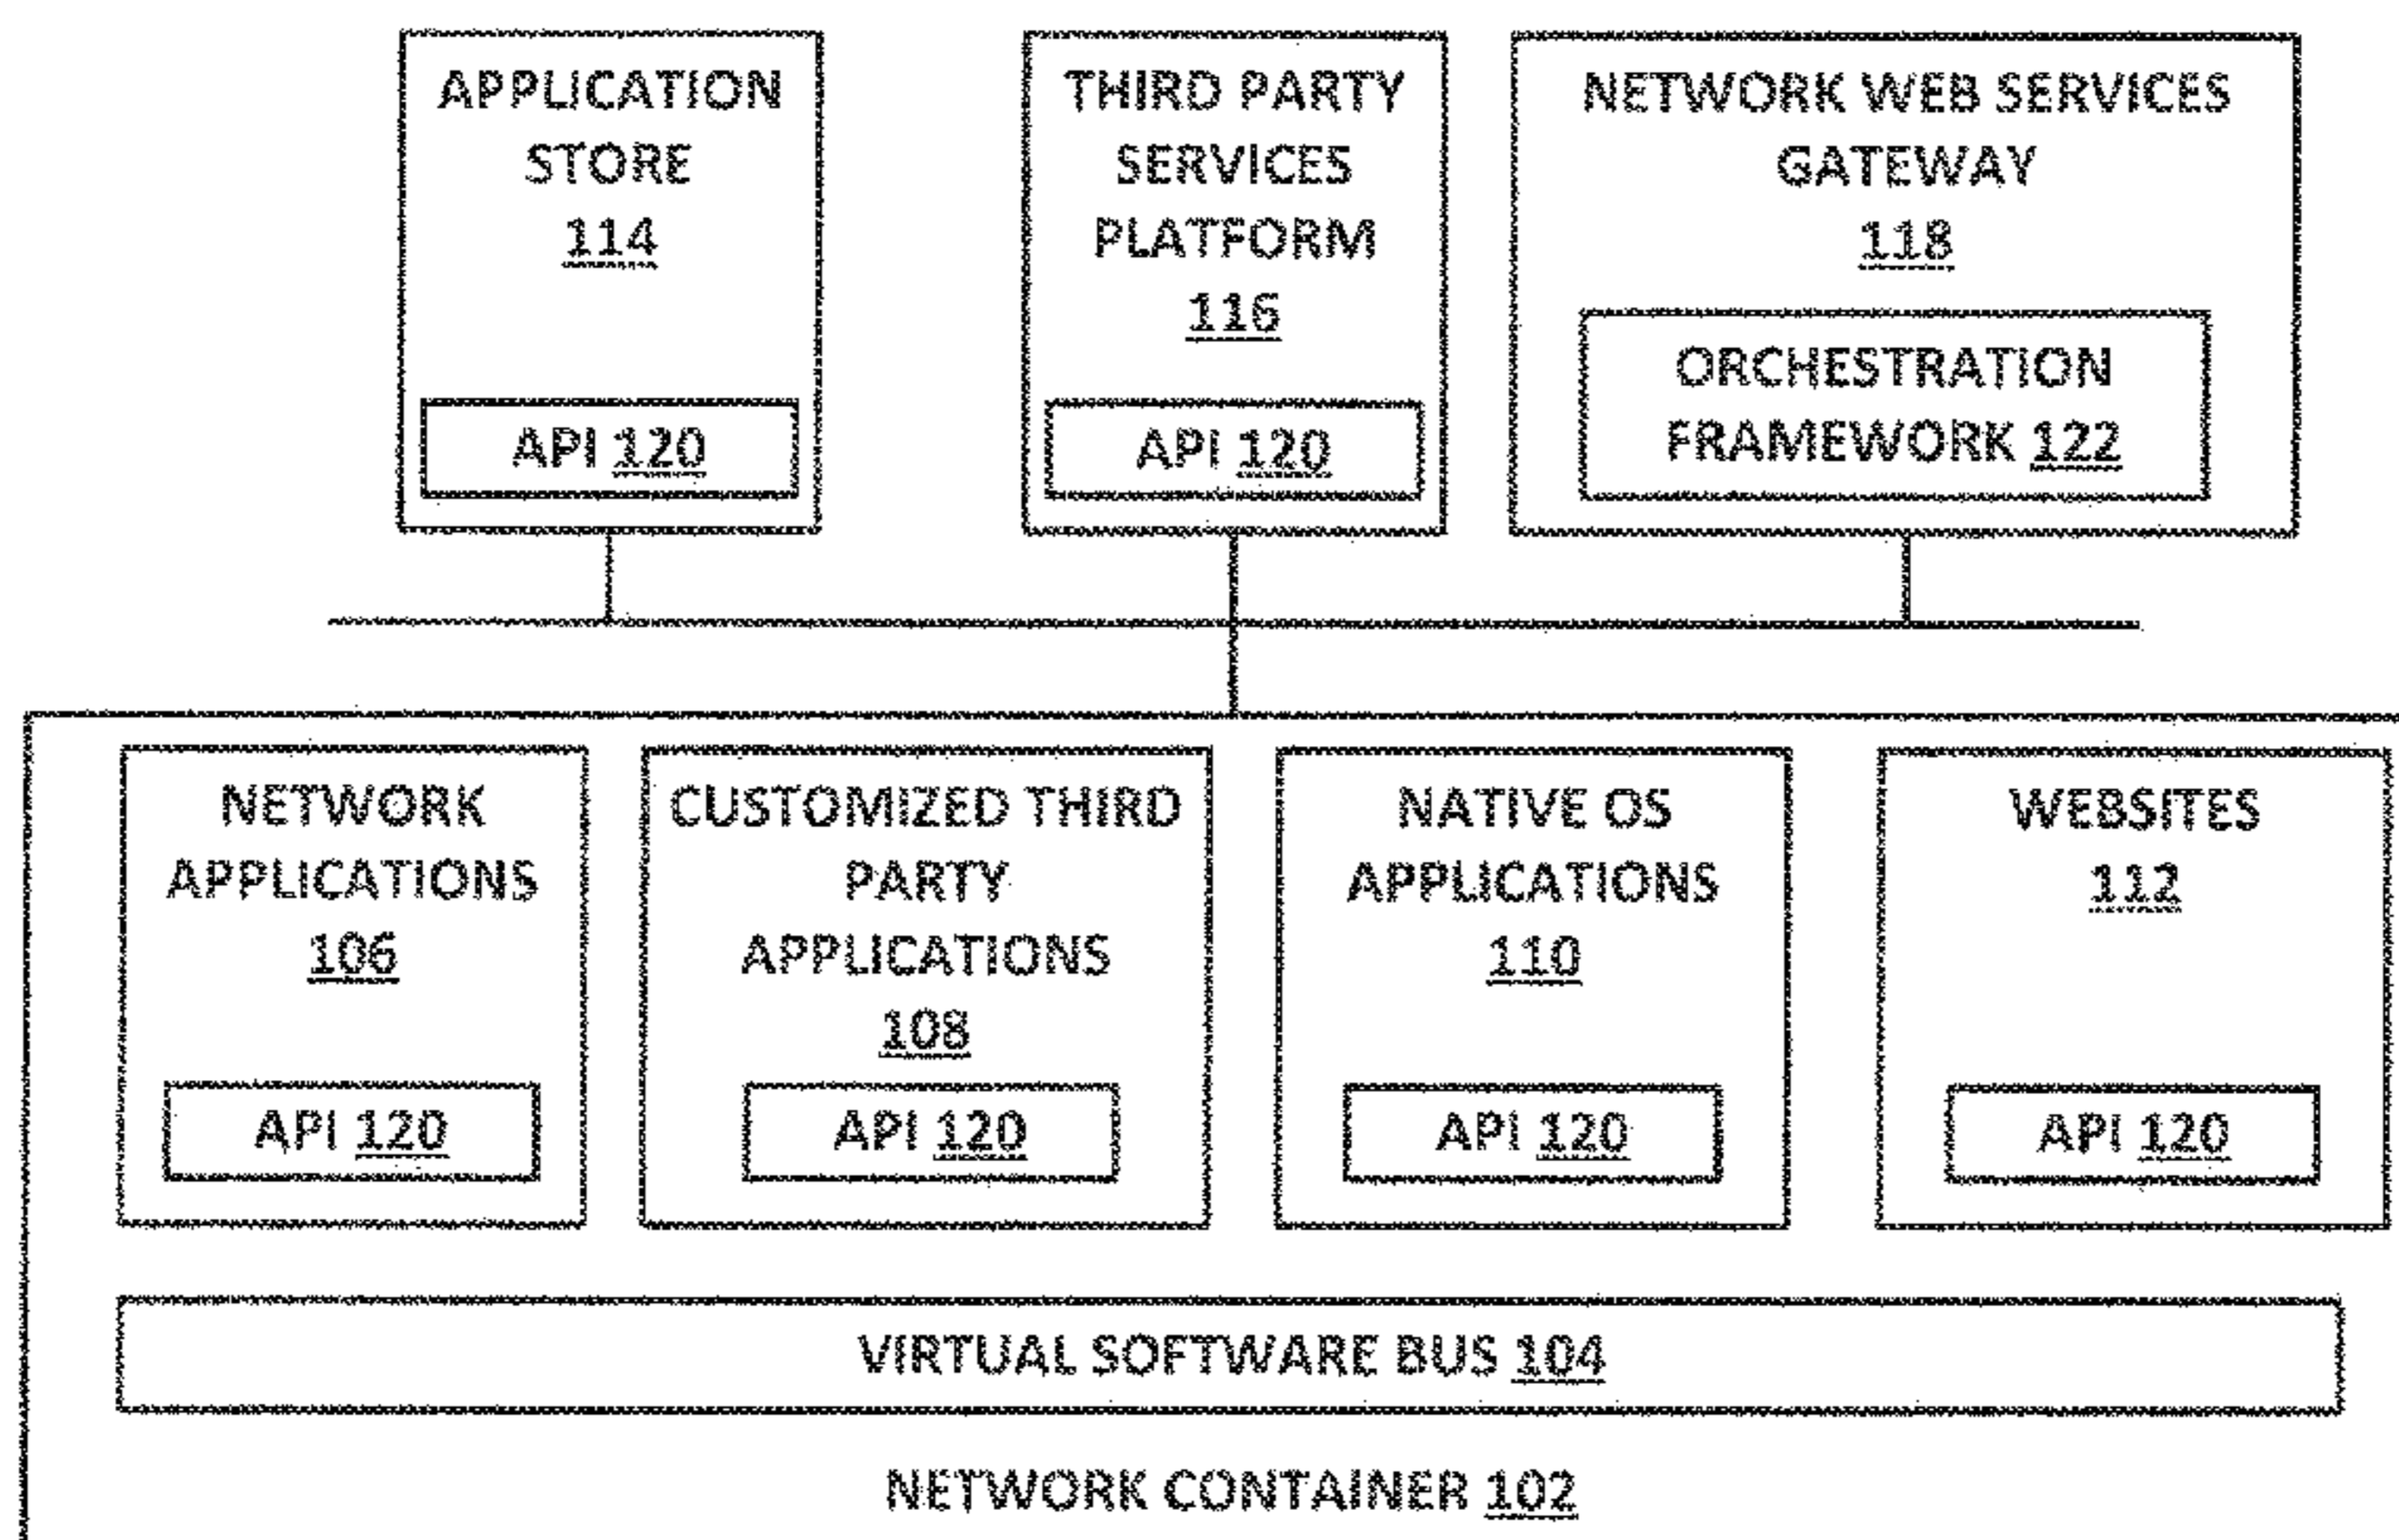 APPLICATION
STORE
114
API 120
THIRD PARTY
SERVICES
PLATFORM
116
API 120
NETWORK WEB SERVICES
GATEWAY
118
ORCHESTRATION
FRAMEWORK 122
NETWORK
APPLICATIONS
106
API 120
CUSTOMIZED THIRD
PARTY
APPLICATIONS
108
API 120
NATIVE OS
APPLICATIONS
110
API 120
WEBSITES
112
API 120
VIRTUAL SOFTWARE BUS 104
NETWORK CONTAINER 102